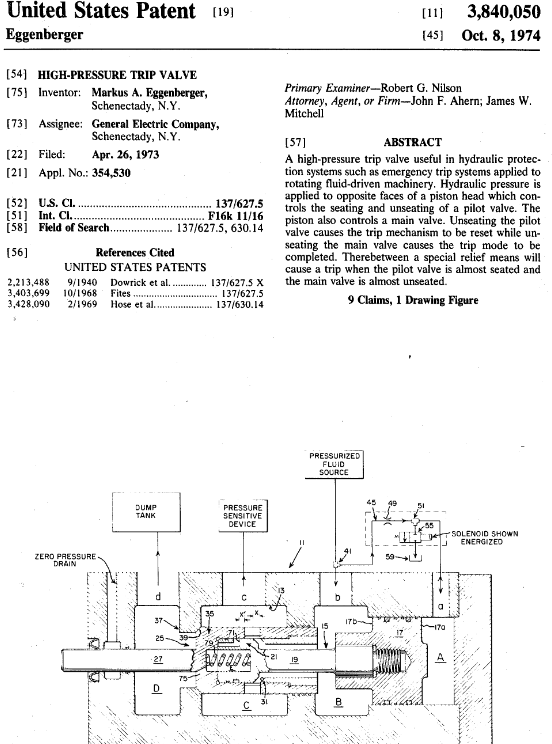 United States Patent [19]
[11] 3,840,050
Eggenberger
[45] Oct. 8, 1974
[54] HIGH-PRESSURE TRIP VALVE
[75] Inventor: Markus A. Eggenberger,
Schenectady, N.Y.
[73] Assignee: General Electric Company,
Schenectady, N.Y.
[22] Filed: Apr. 26, 1973
[21] Appl. No.: 354,530
[52] U.S. Cl. .......................... 137/627.5
[51] Int. Cl. .......................... F16k 11/16
[58] Field of Search .................. 137/627.5, 630.14
[56] References Cited
UNITED STATES PATENTS
2,213,488 9/1940 Dowrick et al. ............. 137/627.5 X
3,403,699 10/1968 Fites ............................ 137/627.5
3,428,090 2/1969 Hose et al. .................. 137/630.14
Primary Examiner—Robert G. Nilson
Attorney, Agent, or Firm—John F. Ahern; James W.
Mitchell
[57] ABSTRACT
A high-pressure trip valve useful in hydraulic protec-
tion systems such as emergency trip systems applied to
rotating fluid-driven machinery. Hydraulic pressure is
applied to opposite faces of a piston head which con-
trols the seating and unseating of a pilot valve. The
piston also controls a main valve. Unseating the pilot
valve causes the trip mechanism to be reset while un-
seating the main valve causes the trip mode to be
completed. Therebetween a special relief means will
cause a trip when the pilot valve is almost seated and
the main valve is almost unseated.
9 Claims, 1 Drawing Figure
PRESSURIZED
FLUID
SOURCE
DUMP
TANK
PRESSURE
SENSITIVE
DEVICE
45
49
51
55
SOLENOID SHOWN
ENERGIZED
59
41
11
ZERO PRESSURE
DRAIN
d
c
b
a
13
37
35
X' X
17b
17a
39
71
15
17
25
79
21
A
27
19
75
D
C
31
B